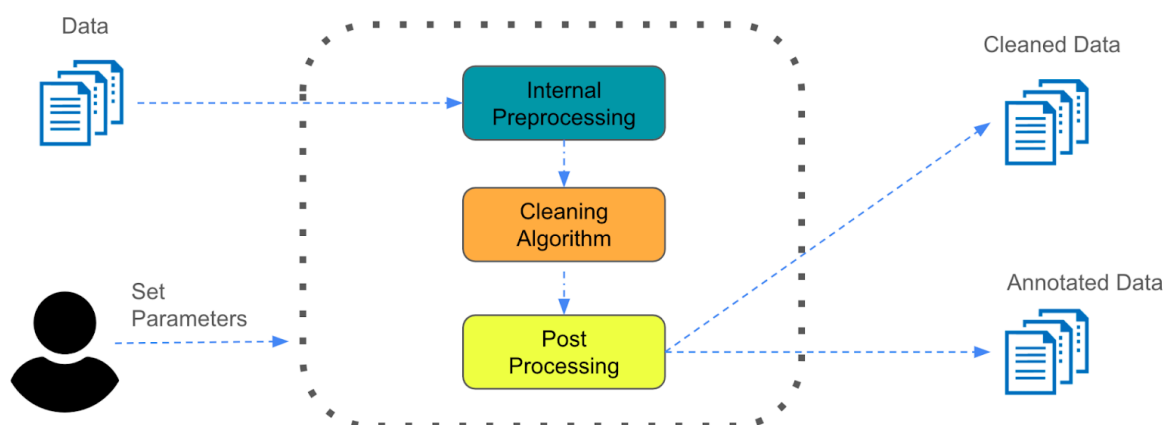 Data
Cleaned Data
Internal
Preprocessing
Cleaning
Algorithm
Set
Parameters
Annotated Data
Post
Processing